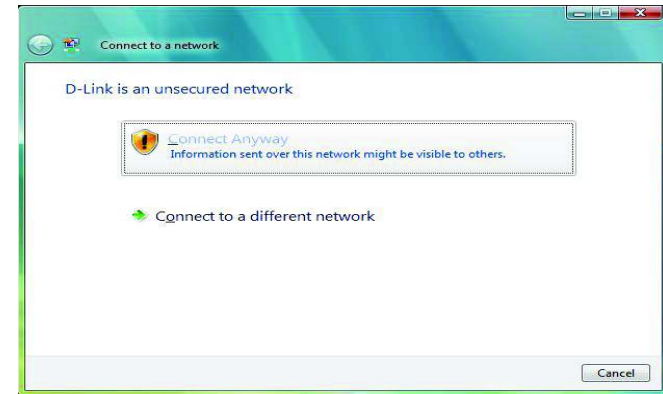 Connect to a network
D-Link is an unsecured network
Connect Anyway
Information sent over this network might be visible to others.
Connect to a different network
Cancel